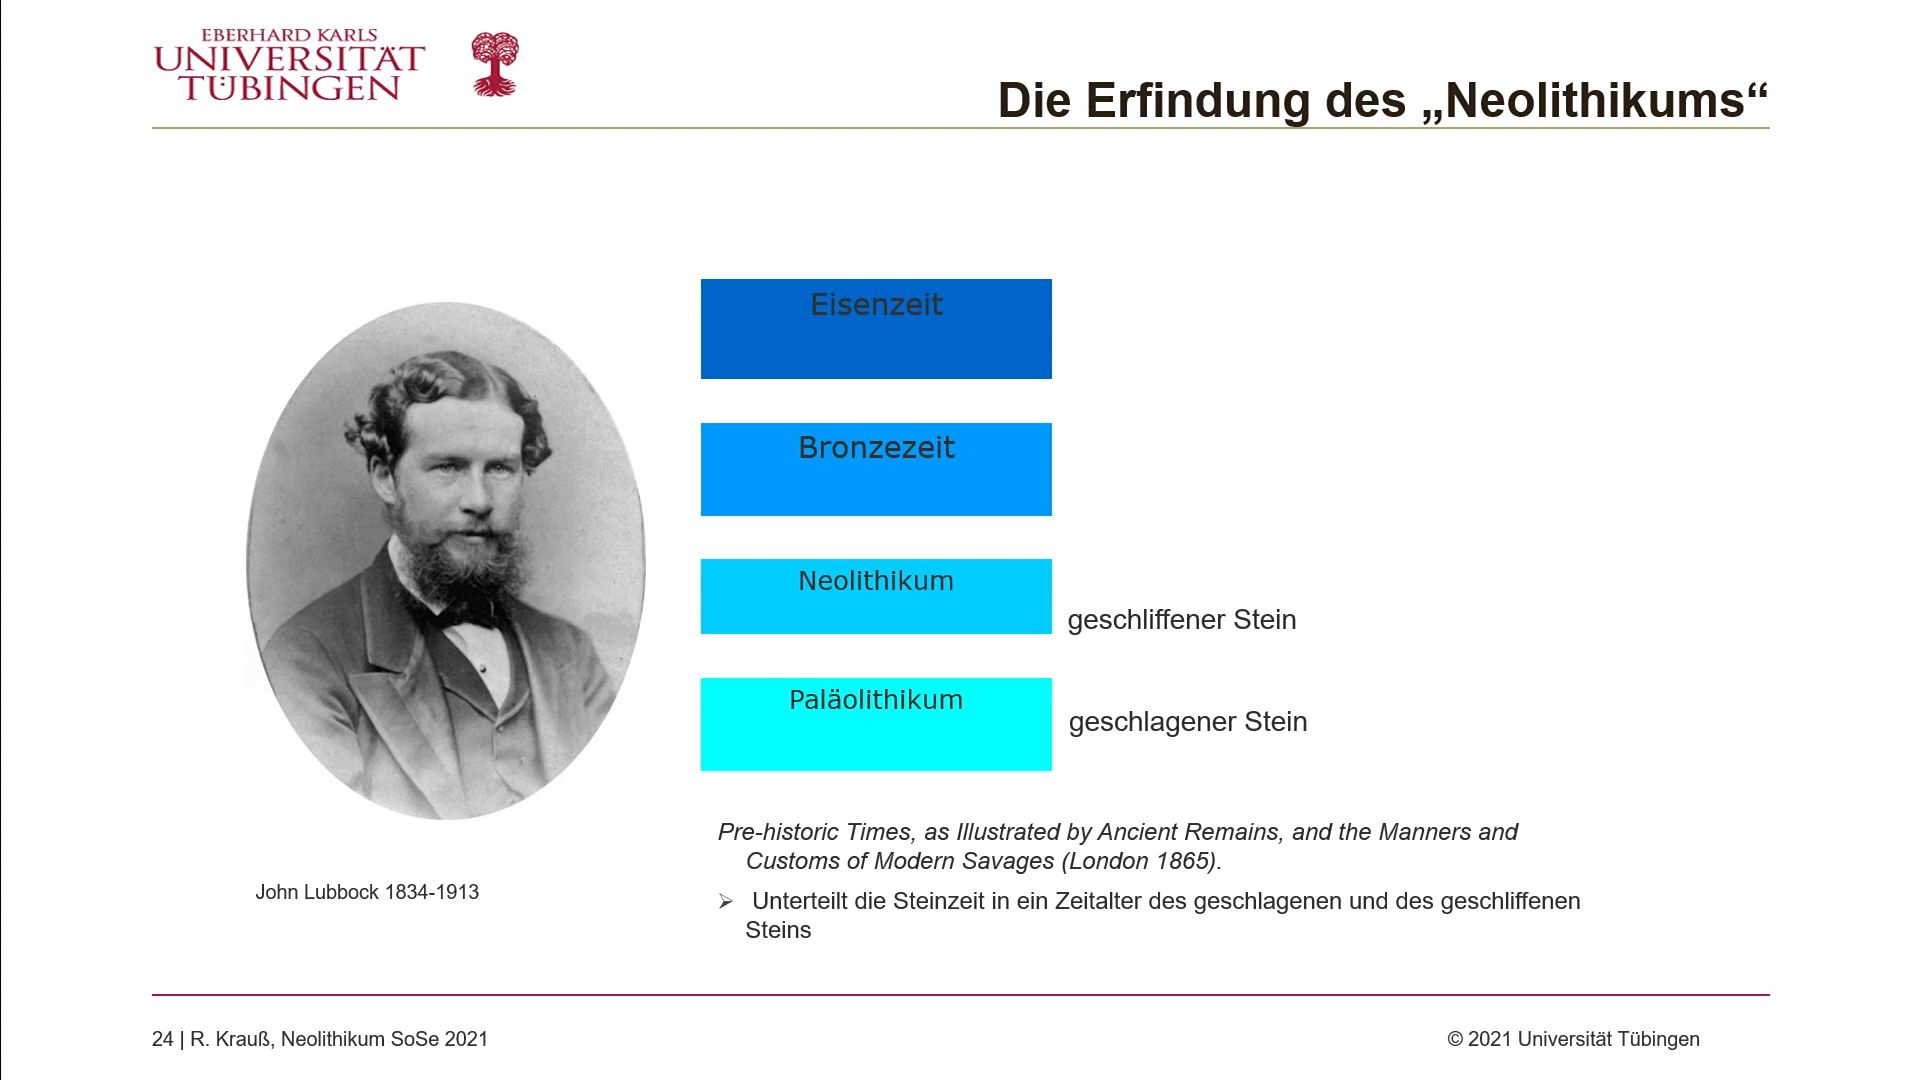 EBERHARD KARLS
UNIVERSITÄT
TÜBINGEN
Die Erfindung des „Neolithikums“
Eisenzeit
Bronzezeit
Neolithikum
geschliffener Stein
Paläolithikum
geschlagener Stein
Pre-historic Times, as Illustrated by Ancient Remains, and the Manners and
Customs of Modern Savages (London 1865).
➢ Unterteilt die Steinzeit in ein Zeitalter des geschlagenen und des geschliffenen
Steins
John Lubbock 1834-1913
24 | R. Krauß, Neolithikum SoSe 2021
© 2021 Universität Tübingen